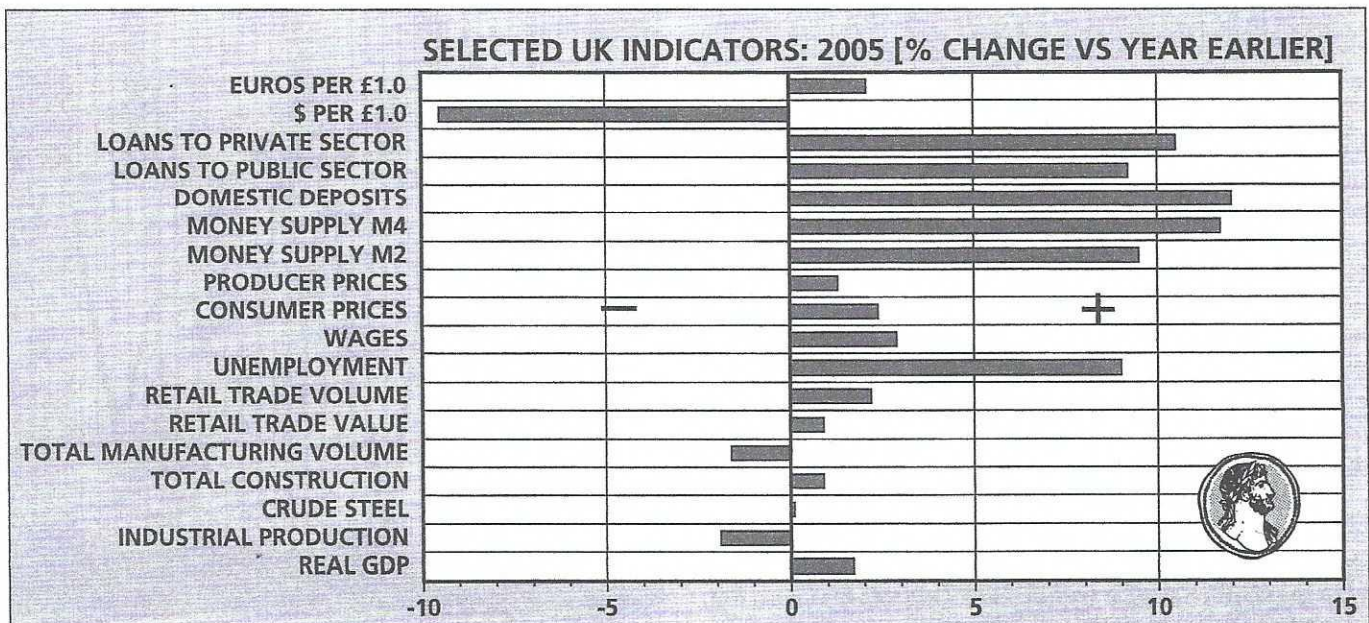 SELECTED UK INDICATORS: 2005 [% CHANGE VS YEAR EARLIER]
EUROS PER £1.0
$ PER £1.0
LOANS TO PRIVATE SECTOR
LOANS TO PUBLIC SECTOR
DOMESTIC DEPOSITS
MONEY SUPPLY M4
MONEY SUPPLY M2
PRODUCER PRICES
CONSUMER PRICES
— +
WAGES
UNEMPLOYMENT
RETAIL TRADE VOLUME
RETAIL TRADE VALUE
TOTAL MANUFACTURING VOLUME
TOTAL CONSTRUCTION
CRUDE STEEL
INDUSTRIAL PRODUCTION
REAL GDP
-10 -5 0 5 10 15